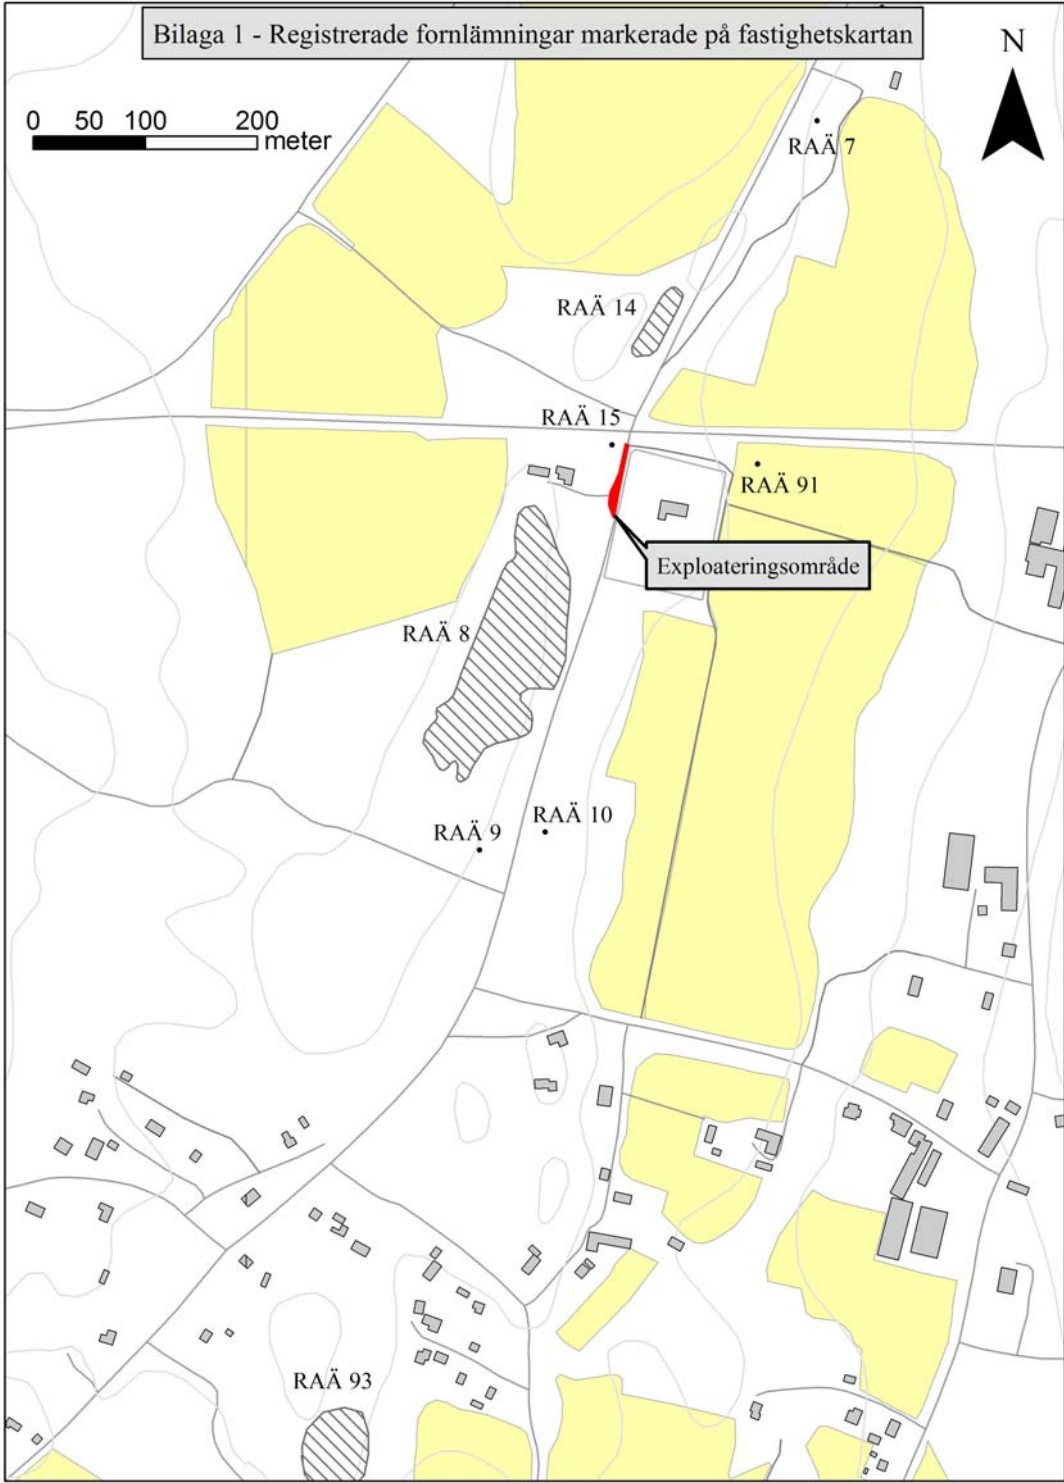 Bilaga 1 - Registrerade fornlämningar markerade på fastighetskartan
N
0 50 100 200
meter
RAÄ 7
RAÄ 14
RAÄ 15
RAÄ 91
Exploateringsområde
RAÄ 8
RAÄ 10
RAÄ 9
RAÄ 93